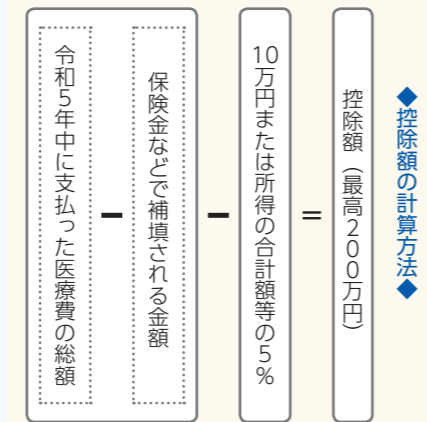 ◆控除額の計算方法◆
令和5年中に支払った医療費の総額
－
保険金などで補填される金額
－
10万円または所得の合計額等の5％
＝
控除額（最高200万円）